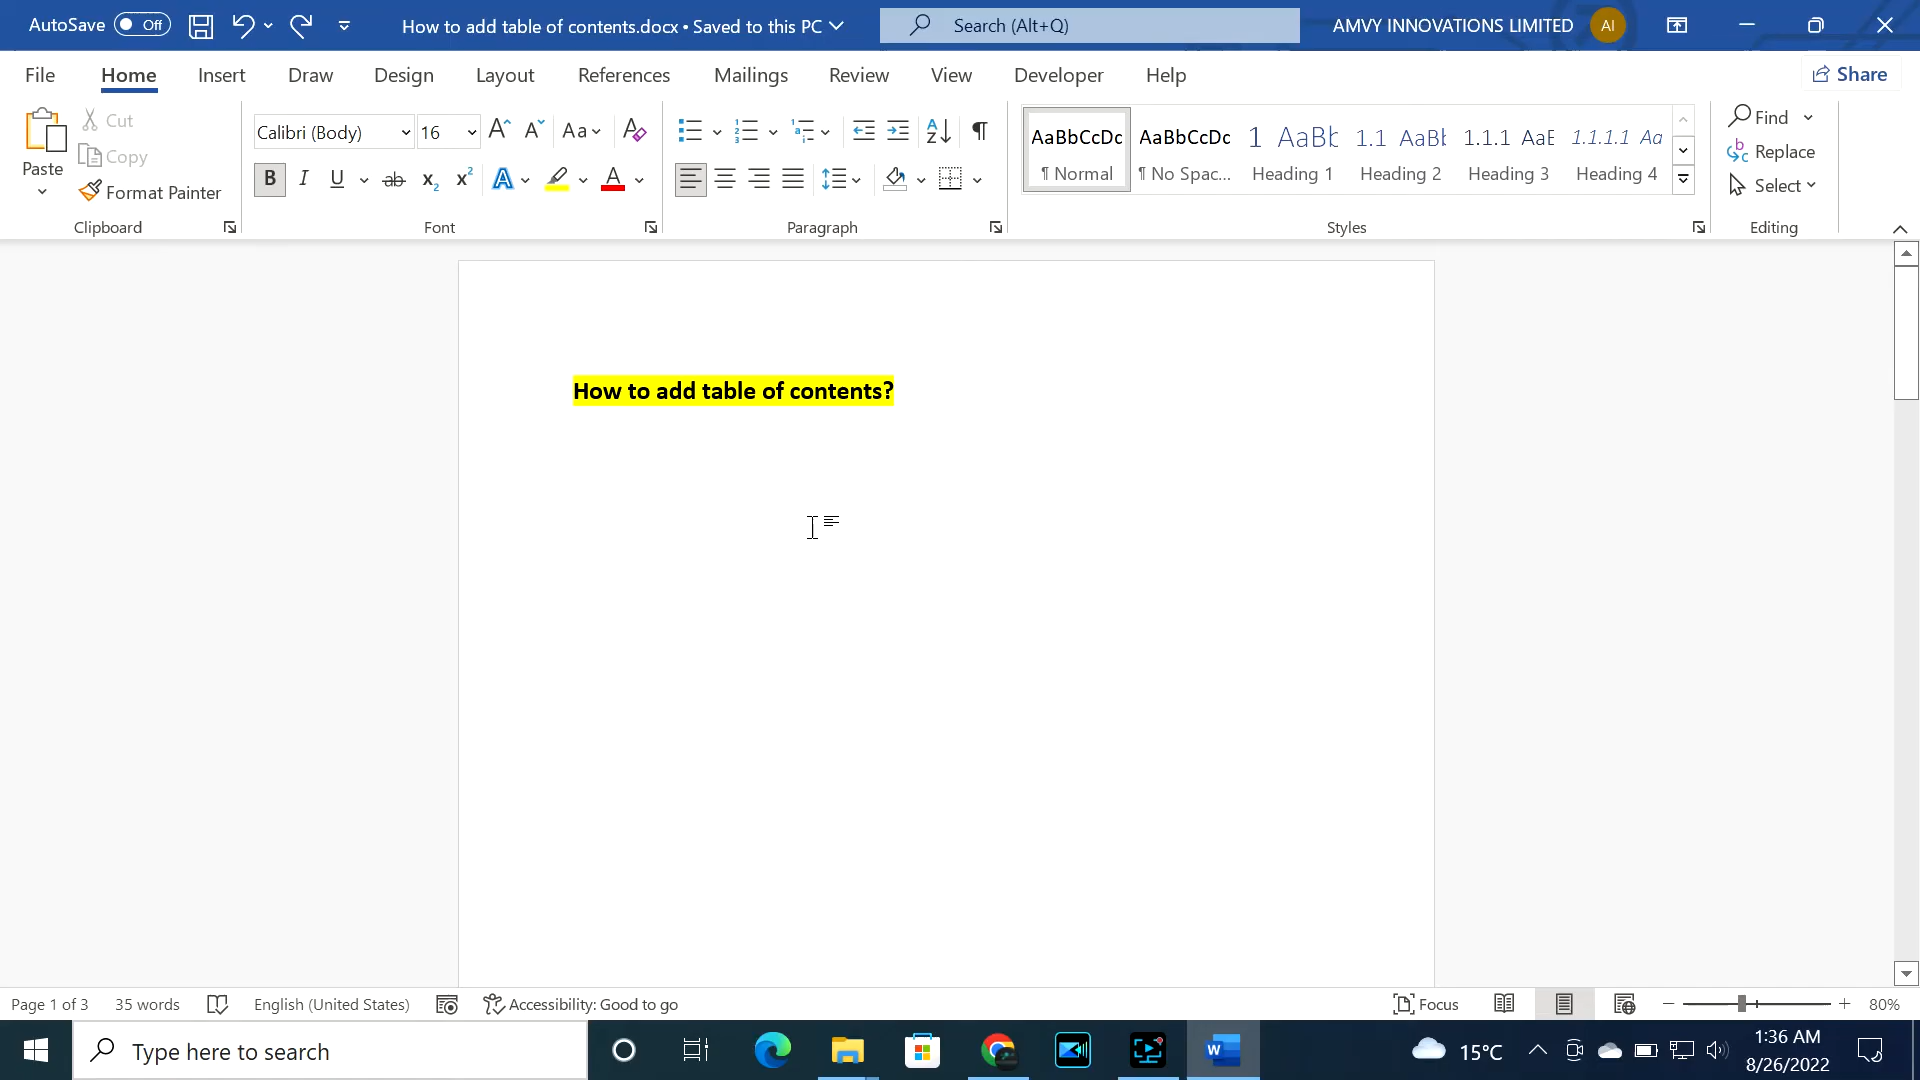 AutoSave Off How to add table of contents.docx • Saved to this PC Search (Alt+Q) AMVY INNOVATIONS LIMITED AI
File Home Insert Draw Design Layout References Mailings Review View Developer Help Share
Paste Cut Copy Format Painter
Calibri (Body) 16
AaBbCcDc AaBbCcDc 1 AaBb 1.1 AaBb 1.1.1 AaB 1.1.1.1 Aa
¶ Normal ¶ No Spac... Heading 1 Heading 2 Heading 3 Heading 4
Find
Replace
Select
Clipboard Font Paragraph Styles Editing
How to add table of contents?
Page 1 of 3 35 words English (United States) Accessibility: Good to go Focus 80%
Type here to search 15°C 1:36 AM
8/26/2022